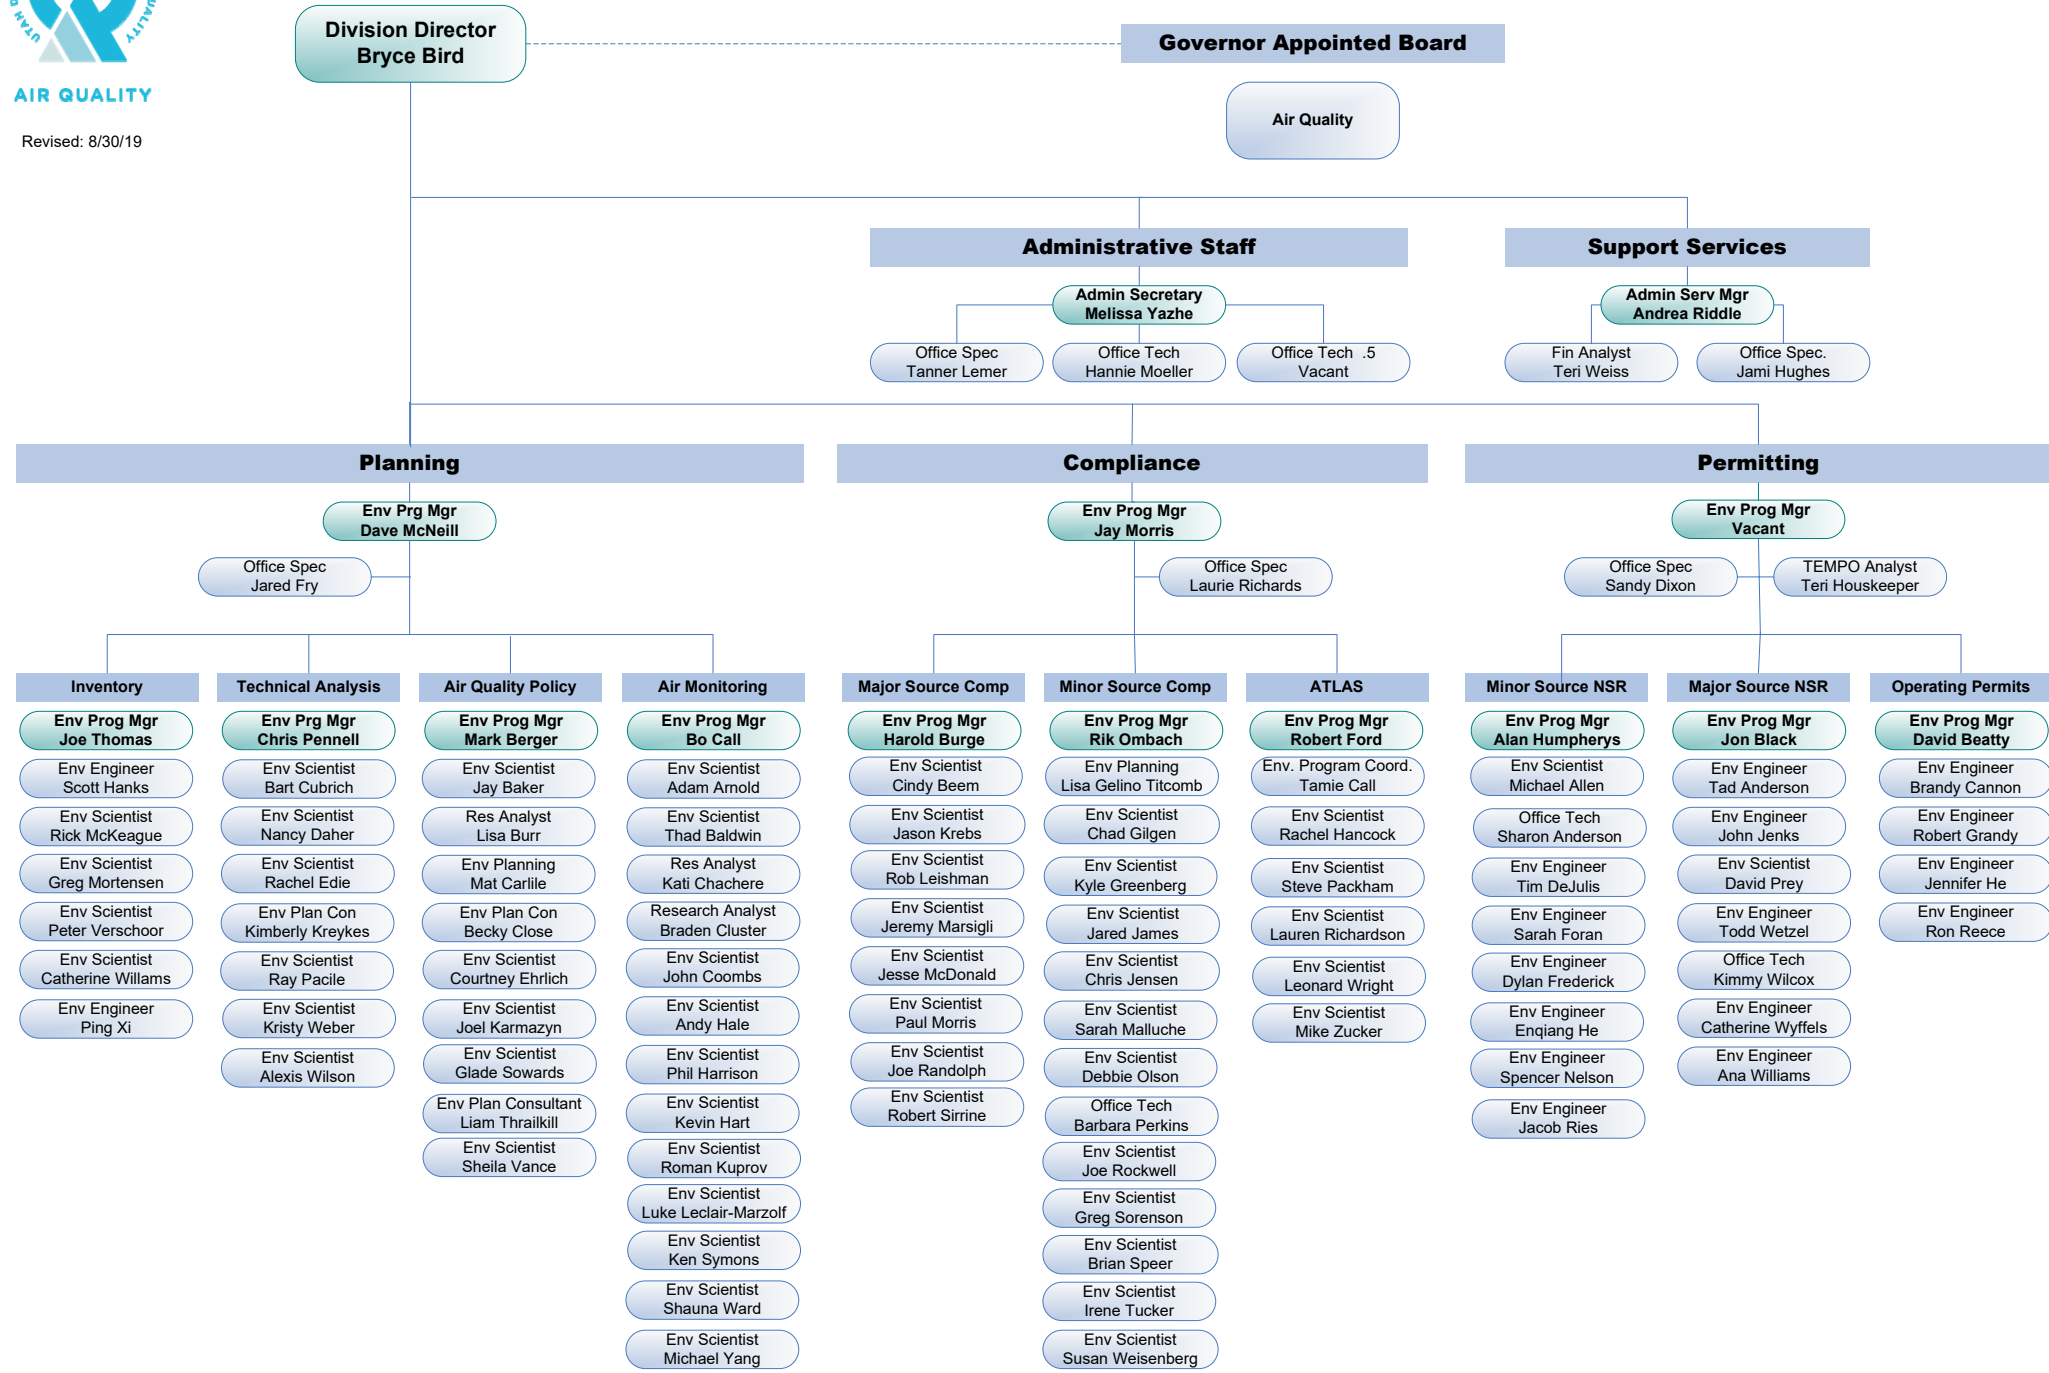 UTAH D
UALITY
AIR QUALITY
Revised: 8/30/19
Division Director
Bryce Bird
Governor Appointed Board
Air Quality
Administrative Staff
Admin Secretary
Melissa Yazhe
Office Spec
Tanner Lemer
Office Tech
Hannie Moeller
Office Tech .5
Vacant
Support Services
Admin Serv Mgr
Andrea Riddle
Fin Analyst
Teri Weiss
Office Spec.
Jami Hughes
Planning
Env Prg Mgr
Dave McNeill
Office Spec
Jared Fry
Inventory
Env Prog Mgr
Joe Thomas
Env Engineer
Scott Hanks
Env Scientist
Rick McKeague
Env Scientist
Greg Mortensen
Env Scientist
Peter Verschoor
Env Scientist
Catherine Willams
Env Engineer
Ping Xi
Technical Analysis
Env Prg Mgr
Chris Pennell
Env Scientist
Bart Cubrich
Env Scientist
Nancy Daher
Env Scientist
Rachel Edie
Env Plan Con
Kimberly Kreykes
Env Scientist
Ray Pacile
Env Scientist
Kristy Weber
Env Scientist
Alexis Wilson
Air Quality Policy
Env Prog Mgr
Mark Berger
Env Scientist
Jay Baker
Res Analyst
Lisa Burr
Env Planning
Mat Carlile
Env Plan Con
Becky Close
Env Scientist
Courtney Ehrlich
Env Scientist
Joel Karmazyn
Env Scientist
Glade Sowards
Env Plan Consultant
Liam Thrailkill
Env Scientist
Sheila Vance
Air Monitoring
Env Prog Mgr
Bo Call
Env Scientist
Adam Arnold
Env Scientist
Thad Baldwin
Res Analyst
Kati Chachere
Research Analyst
Braden Cluster
Env Scientist
John Coombs
Env Scientist
Andy Hale
Env Scientist
Phil Harrison
Env Scientist
Kevin Hart
Env Scientist
Roman Kuprov
Env Scientist
Luke Leclair-Marzolf
Env Scientist
Ken Symons
Env Scientist
Shauna Ward
Env Scientist
Michael Yang
Compliance
Env Prog Mgr
Jay Morris
Office Spec
Laurie Richards
Major Source Comp
Env Prog Mgr
Harold Burge
Env Scientist
Cindy Beem
Env Scientist
Jason Krebs
Env Scientist
Rob Leishman
Env Scientist
Jeremy Marsigli
Env Scientist
Jesse McDonald
Env Scientist
Paul Morris
Env Scientist
Joe Randolph
Env Scientist
Robert Sirrine
Minor Source Comp
Env Prog Mgr
Rik Ombach
Env Planning
Lisa Gelino Titcomb
Env Scientist
Chad Gilgen
Env Scientist
Kyle Greenberg
Env Scientist
Jared James
Env Scientist
Chris Jensen
Env Scientist
Sarah Malluche
Env Scientist
Debbie Olson
Office Tech
Barbara Perkins
Env Scientist
Joe Rockwell
Env Scientist
Greg Sorenson
Env Scientist
Brian Speer
Env Scientist
Irene Tucker
Env Scientist
Susan Weisenberg
ATLAS
Env Prog Mgr
Robert Ford
Env. Program Coord.
Tamie Call
Env Scientist
Rachel Hancock
Env Scientist
Steve Packham
Env Scientist
Lauren Richardson
Env Scientist
Leonard Wright
Env Scientist
Mike Zucker
Permitting
Env Prog Mgr
Vacant
Office Spec
Sandy Dixon
TEMPO Analyst
Teri Houskeeper
Minor Source NSR
Env Prog Mgr
Alan Humpherys
Env Scientist
Michael Allen
Office Tech
Sharon Anderson
Env Engineer
Tim DeJulis
Env Engineer
Sarah Foran
Env Engineer
Dylan Frederick
Env Engineer
Enqiang He
Env Engineer
Spencer Nelson
Env Engineer
Jacob Ries
Major Source NSR
Env Prog Mgr
Jon Black
Env Engineer
Tad Anderson
Env Engineer
John Jenks
Env Scientist
David Prey
Env Engineer
Todd Wetzel
Office Tech
Kimmy Wilcox
Env Engineer
Catherine Wyffels
Env Engineer
Ana Williams
Operating Permits
Env Prog Mgr
David Beatty
Env Engineer
Brandy Cannon
Env Engineer
Robert Grandy
Env Engineer
Jennifer He
Env Engineer
Ron Reece